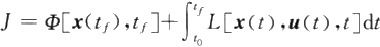 J = Φ[x(t_f), t_f] + ∫_{t_0}^{t_f} L[x(t), u(t), t]dt